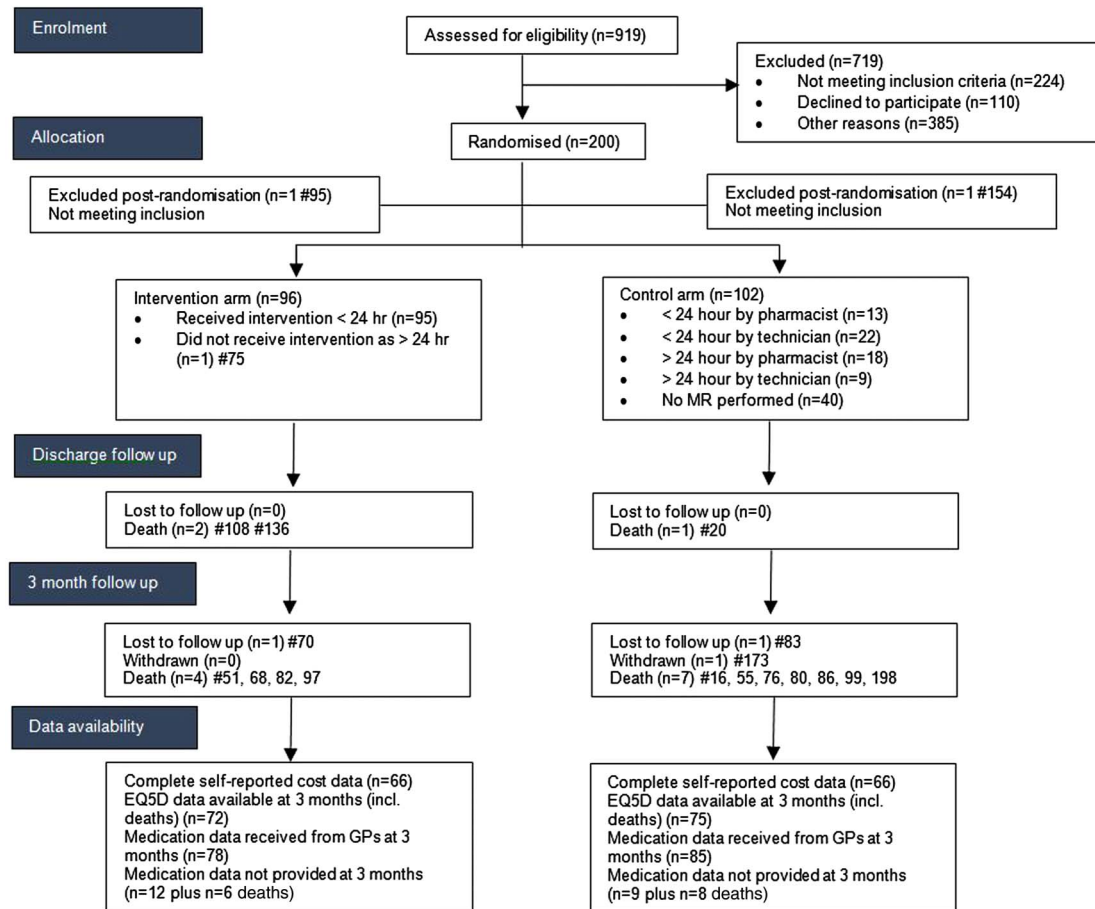 Enrolment
Assessed for eligibility (n=919)
Excluded (n=719)
• Not meeting inclusion criteria (n=224)
• Declined to participate (n=110)
• Other reasons (n=385)
Allocation
Randomised (n=200)
Excluded post-randomisation (n=1 #95)
Not meeting inclusion
Excluded post-randomisation (n=1 #154)
Not meeting inclusion
Intervention arm (n=96)
• Received intervention < 24 hr (n=95)
• Did not receive intervention as > 24 hr
(n=1) #75
Control arm (n=102)
• < 24 hour by pharmacist (n=13)
• <24 hour by technician (n=22)
• > 24 hour by pharmacist (n=18)
• > 24 hour by technician (n=9)
• No MR performed (n=40)
Discharge follow up
Lost to follow up (n=0)
Death (n=2) #108 #136
Lost to follow up (n=0)
Death (n=1) #20
3 month follow up
Lost to follow up (n=1) #70
Withdrawn (n=0)
Death (n=4) #51, 68, 82, 97
Lost to follow up (n=1) #83
Withdrawn (n=1) #173
Death (n=7) #16, 55, 76, 80, 86, 99, 198
Data availability
Complete self-reported cost data (n=66)
EQ5D data available at 3 months (incl.
deaths) (n=72)
Medication data received from GPs at 3
months (n=78)
Medication data not provided at 3 months
(n=12 plus n=6 deaths)
Complete self-reported cost data (n=66)
EQ5D data available at 3 months (incl.
deaths) (n=75)
Medication data received from GPs at 3
months (n=85)
Medication data not provided at 3 months
(n=9 plus n=8 deaths)